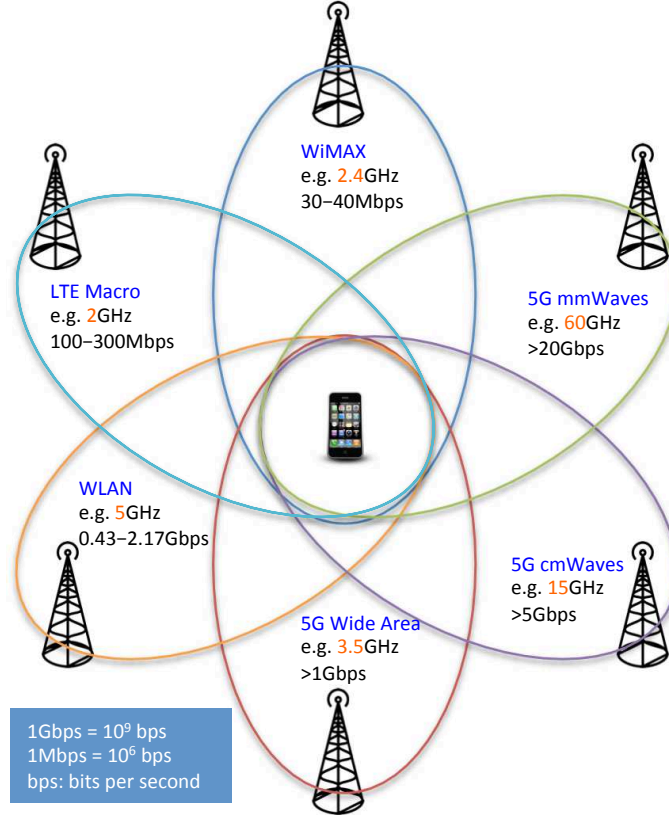 WiMAX
e.g. 2.4GHz
30−40Mbps
LTE Macro
e.g. 2GHz
100−300Mbps
5G mmWaves
e.g. 60GHz
>20Gbps
WLAN
e.g. 5GHz
0.43−2.17Gbps
5G cmWaves
e.g. 15GHz
>5Gbps
5G Wide Area
e.g. 3.5GHz
>1Gbps
1Gbps = 10⁹ bps
1Mbps = 10⁶ bps
bps: bits per second